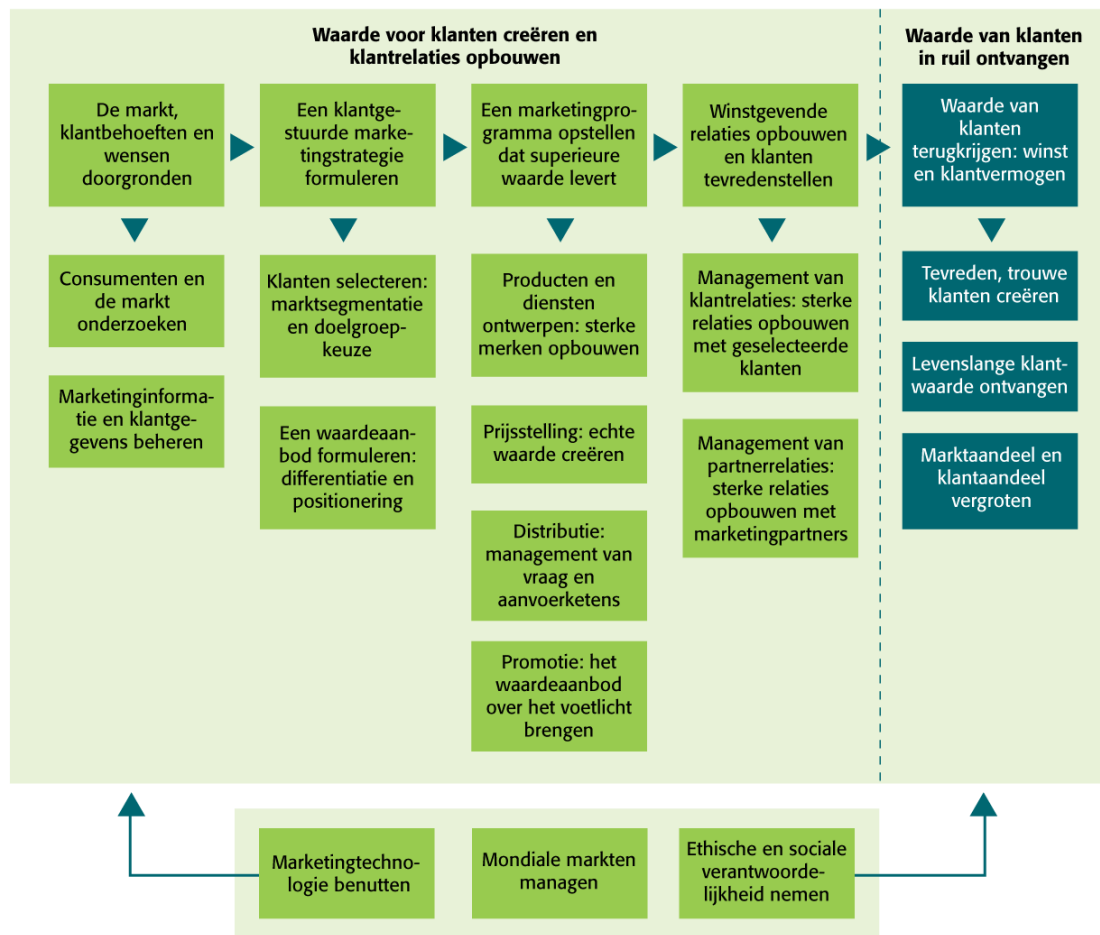 Waarde voor klanten creëren en
klantrelaties opbouwen
Waarde van klanten
in ruil ontvangen
De markt,
klantbehoeften en
wensen
doorgronden
Een klantge-
stuurde marke-
tingstrategie
formuleren
Een marketingpro-
gramma opstellen
dat superieure
waarde levert
Winstgevende
relaties opbouwen
en klanten
tevredenstellen
Waarde van
klanten
terugkrijgen: winst
en klantvermogen
Consumenten en
de markt
onderzoeken
Marketinginforma-
tie en klantge-
gevens beheren
Klanten selecteren:
marktsegmentatie
en doelgroep-
keuze
Een waardeaan-
bod formuleren:
differentiatie en
positionering
Producten en
diensten
ontwerpen: sterke
merken opbouwen
Prijsstelling: echte
waarde creëren
Distributie:
management van
vraag en
aanvoerketens
Promotie: het
waardeaanbod
over het voetlicht
brengen
Management van
klantrelaties: sterke
relaties opbouwen
met geselecteerde
klanten
Management van
partnerrelaties:
sterke relaties
opbouwen met
marketingpartners
Tevreden, trouwe
klanten creëren
Levenslange klant-
waarde ontvangen
Marktaandeel en
klantaandeel
vergroten
Marketingtechno-
logie benutten
Mondiale markten
managen
Ethische en sociale
verantwoorde-
lijkheid nemen